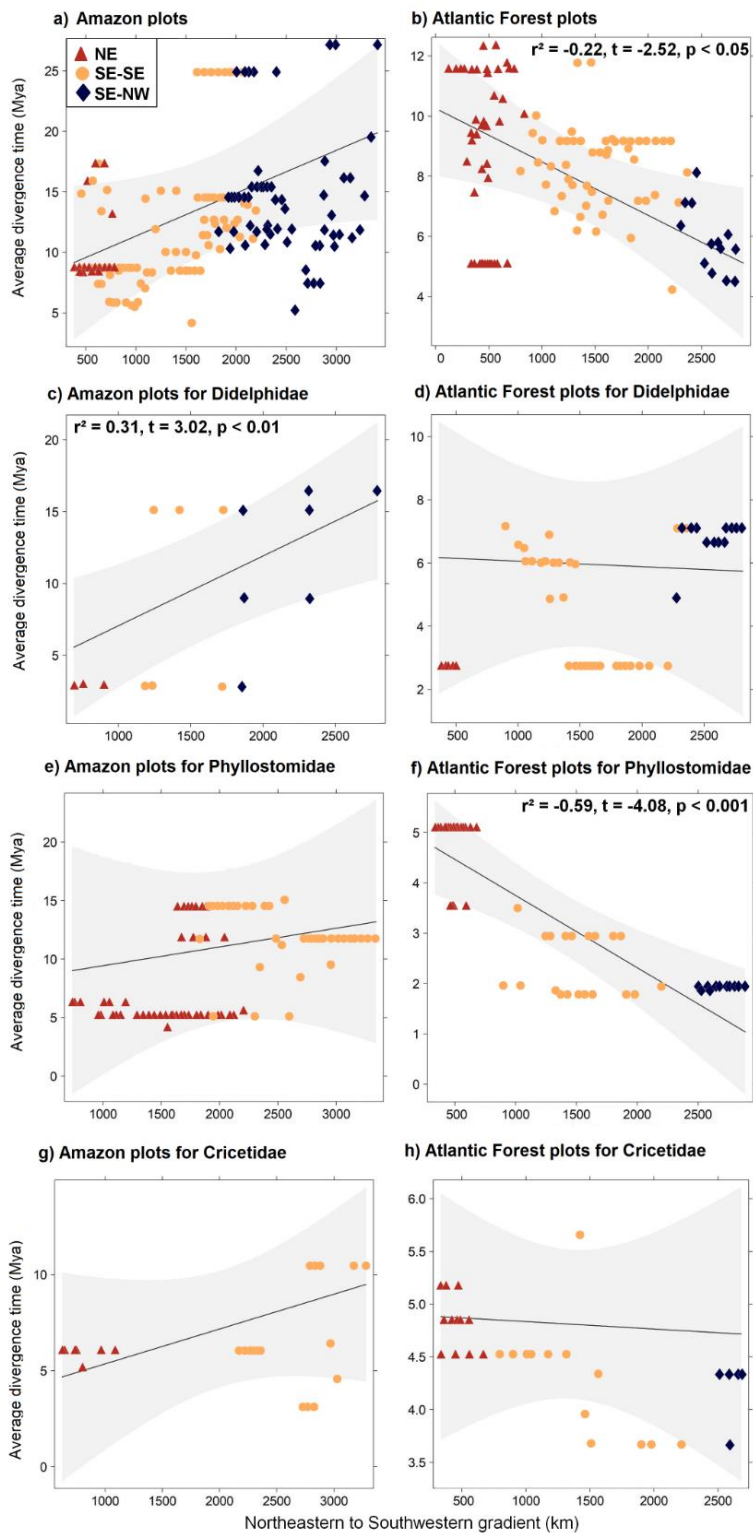 a) Amazon plots
b) Atlantic Forest plots
NE
SE-SE
SE-NW
r² = -0.22, t = -2.52, p < 0.05
Average divergence time (Mya)
25
20
15
10
5
500 1000 1500 2000 2500 3000
12
10
8
6
4
0 500 1000 1500 2000 2500
c) Amazon plots for Didelphidae
d) Atlantic Forest plots for Didelphidae
r² = 0.31, t = 3.02, p < 0.01
Average divergence time (Mya)
20
15
10
5
1000 1500 2000 2500
10
8
6
4
2
500 1000 1500 2000 2500
e) Amazon plots for Phyllostomidae
f) Atlantic Forest plots for Phyllostomidae
r² = -0.59, t = -4.08, p < 0.001
Average divergence time (Mya)
20
15
10
5
0
1000 1500 2000 2500 3000
5
4
3
2
1
0
500 1000 1500 2000 2500
g) Amazon plots for Cricetidae
h) Atlantic Forest plots for Cricetidae
Average divergence time (Mya)
10
5
0
1000 1500 2000 2500 3000
6.0
5.5
5.0
4.5
4.0
3.5
500 1000 1500 2000 2500
Northeastern to Southwestern gradient (km)